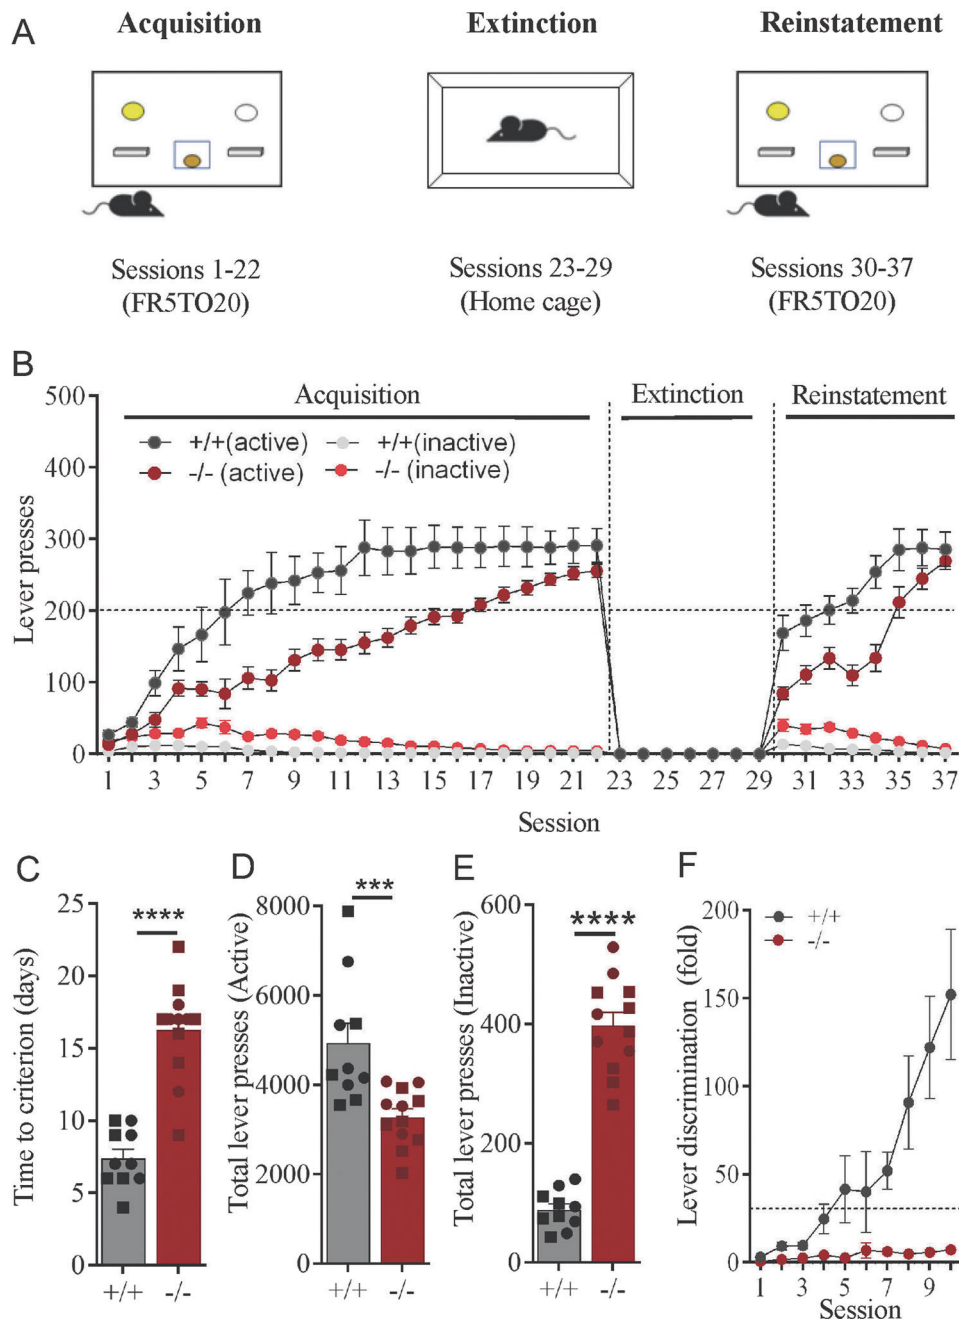 A
Acquisition
Extinction
Reinstatement
Sessions 1-22
(FR5TO20)
Sessions 23-29
(Home cage)
Sessions 30-37
(FR5TO20)
B
Lever presses
500
400
300
200
100
0
Acquisition
Extinction
Reinstatement
+/+(active)
+/+(inactive)
-/- (active)
-/- (inactive)
1 3 5 7 9 11 13 15 17 19 21 23 25 27 29 31 33 35 37
Session
C
Time to criterion (days)
25
20
15
10
5
0
****
+/+ -/-
D
Total lever presses (Active)
8000
6000
4000
2000
0
***
+/+ -/-
E
Total lever presses (Inactive)
600
400
200
0
****
+/+ -/-
F
Lever discrimination (fold)
200
150
100
50
0
+/+
-/-
1 3 5 7 9
Session